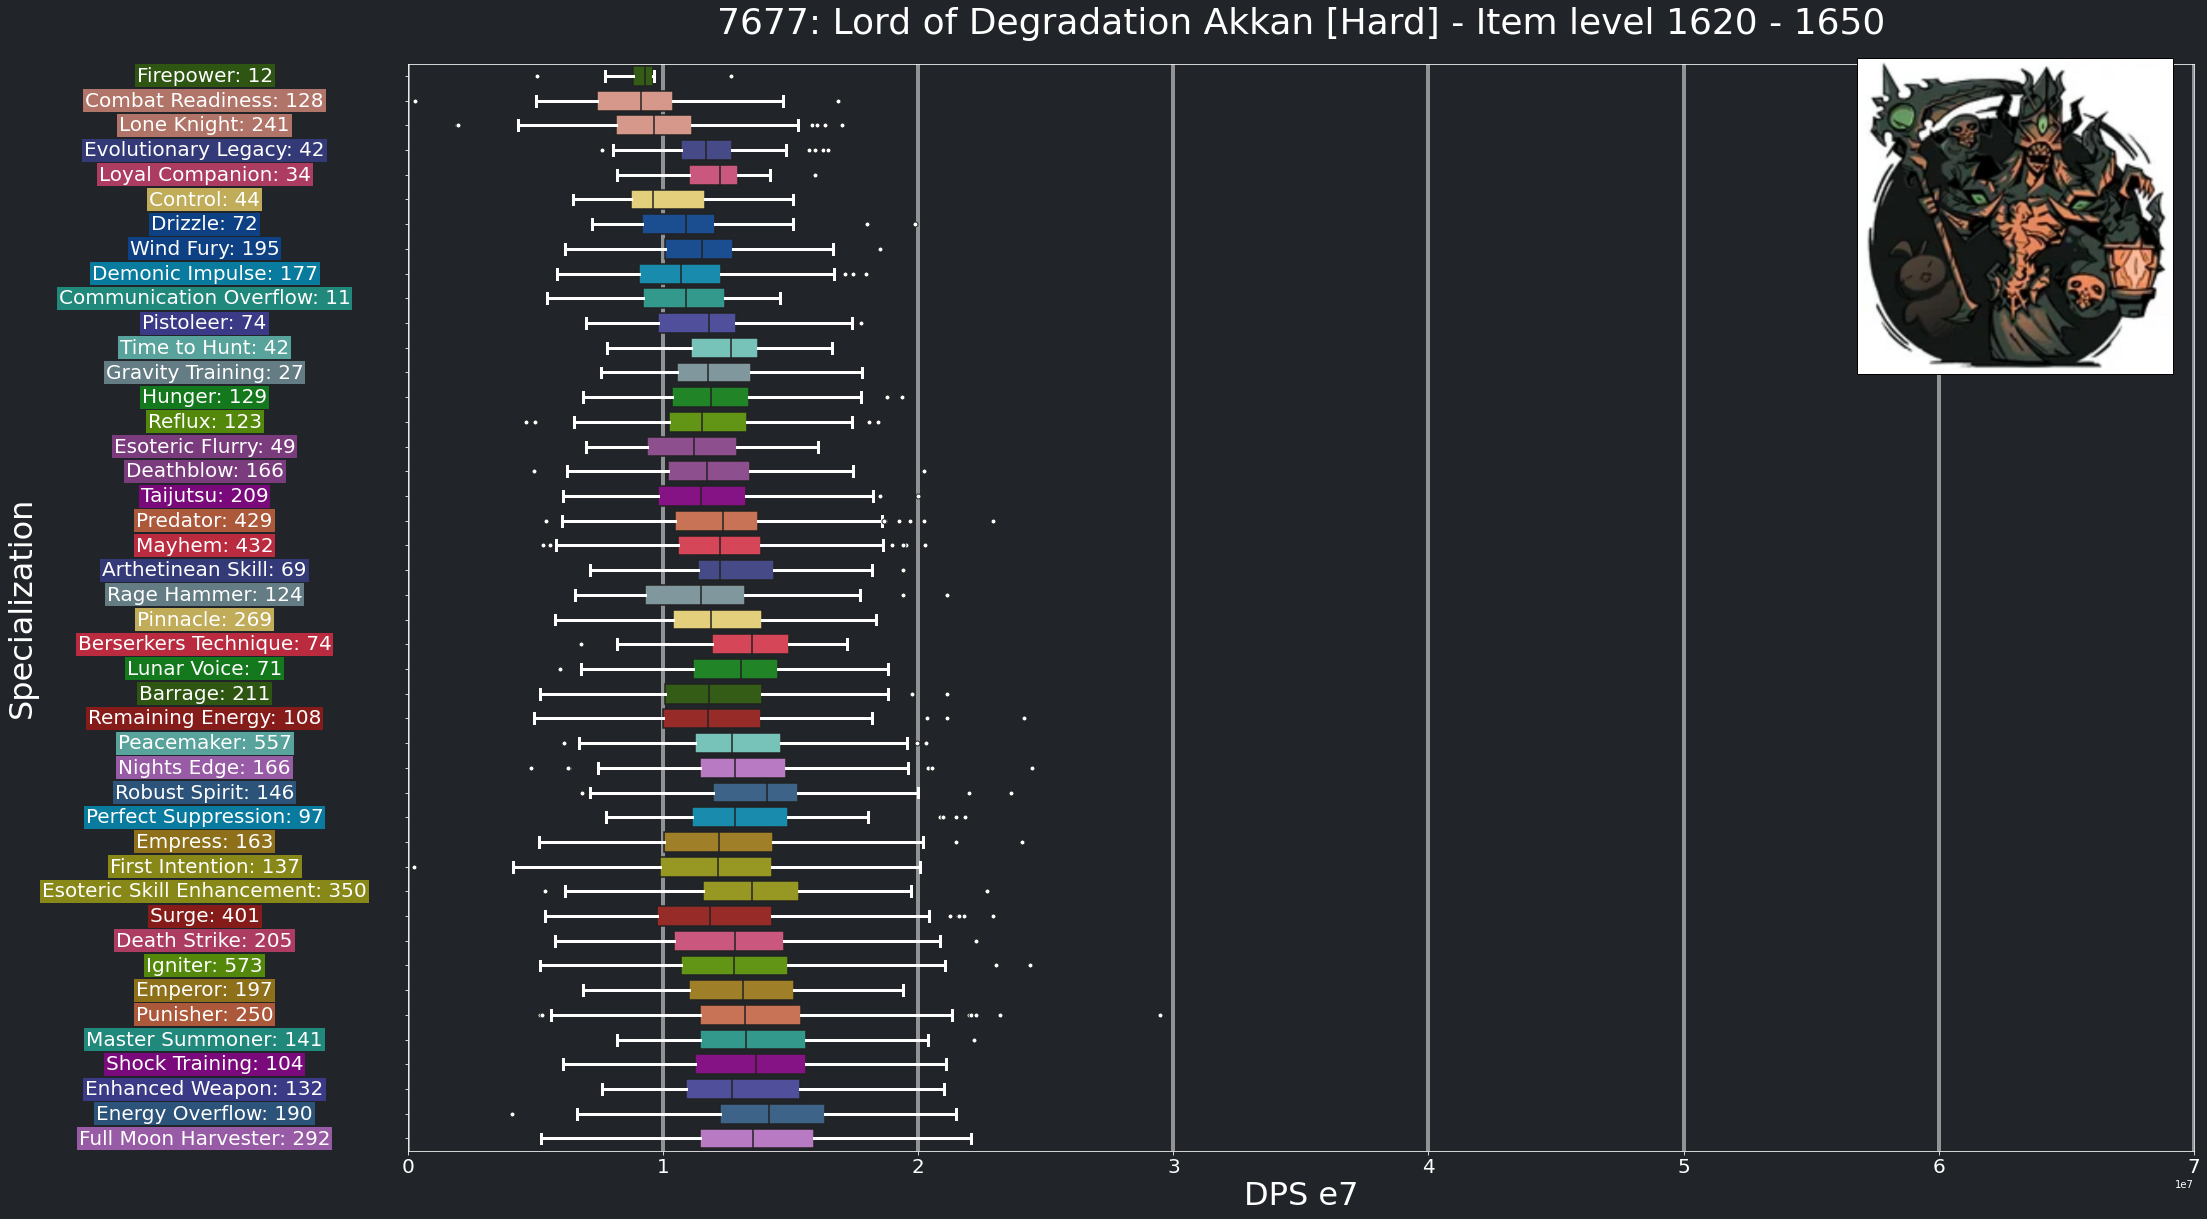 7677: Lord of Degradation Akkan [Hard] - Item level 1620 - 1650
Specialization
Firepower: 12
Combat Readiness: 128
Lone Knight: 241
Evolutionary Legacy: 42
Loyal Companion: 34
Control: 44
Drizzle: 72
Wind Fury: 195
Demonic Impulse: 177
Communication Overflow: 11
Pistoleer: 74
Time to Hunt: 42
Gravity Training: 27
Hunger: 129
Reflux: 123
Esoteric Flurry: 49
Deathblow: 166
Taijutsu: 209
Predator: 429
Mayhem: 432
Arthetinean Skill: 69
Rage Hammer: 124
Pinnacle: 269
Berserkers Technique: 74
Lunar Voice: 71
Barrage: 211
Remaining Energy: 108
Peacemaker: 557
Nights Edge: 166
Robust Spirit: 146
Perfect Suppression: 97
Empress: 163
First Intention: 137
Esoteric Skill Enhancement: 350
Surge: 401
Death Strike: 205
Igniter: 573
Emperor: 197
Punisher: 250
Master Summoner: 141
Shock Training: 104
Enhanced Weapon: 132
Energy Overflow: 190
Full Moon Harvester: 292
0 1 2 3 4 5 6 7
1e7
DPS e7